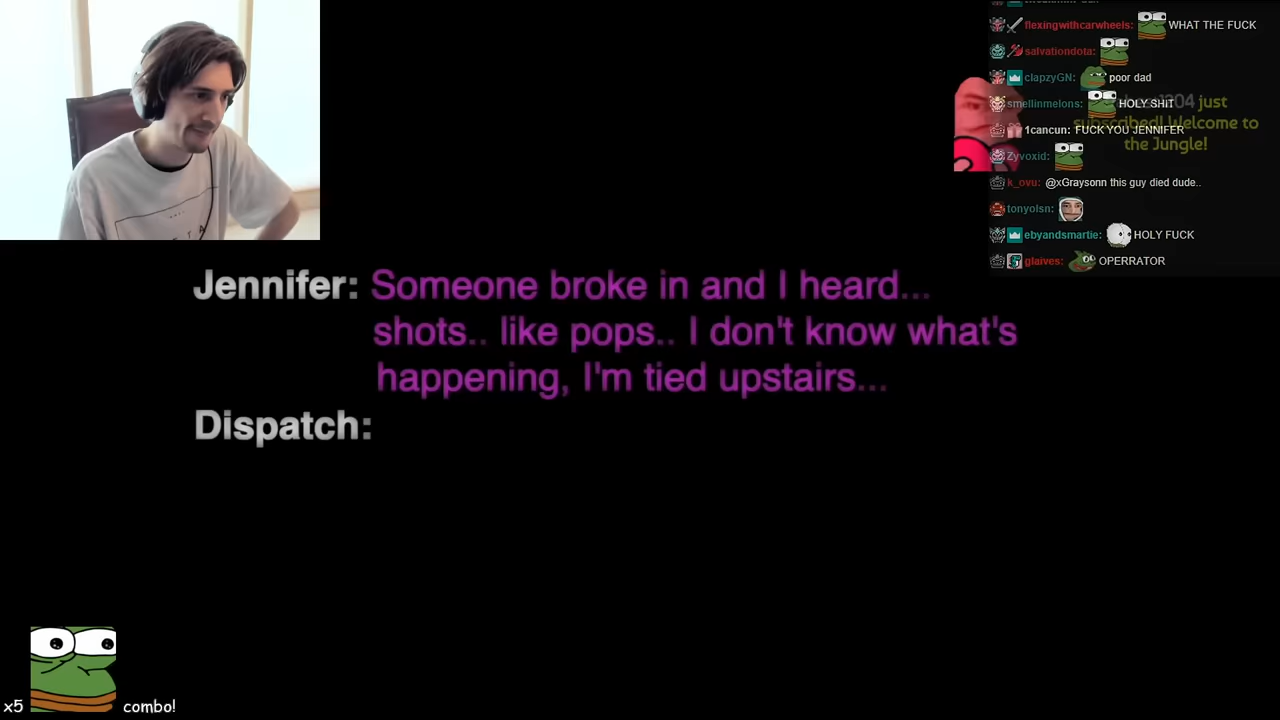 flexingwithcarwheels: WHAT THE FUCK
salvationdota:
clapzyGN: poor dad
smellinmelons: HOLY SHIT
just
subscribed! Welcome to
the Jungle!
1cancun: FUCK YOU JENNIFER
Zyvoxid:
k_ovu: @xGraysonn this guy died dude..
tonyolsn:
ebyandsmartie: HOLY FUCK
glaives: OPERRATOR
Jennifer: Someone broke in and I heard...
shots.. like pops.. I don't know what's
happening, I'm tied upstairs...
Dispatch:
x5 combo!